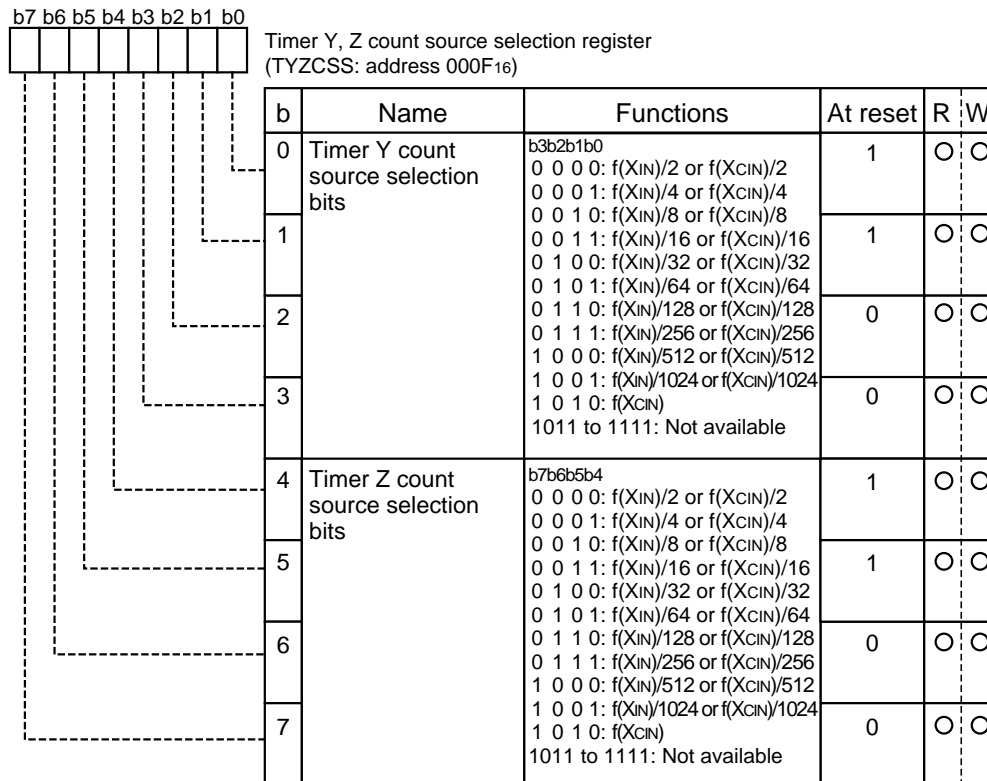 b7 b6 b5 b4 b3 b2 b1 b0
Timer Y, Z count source selection register
(TYZCSS: address 000F16)
b Name Functions At reset R W
0 Timer Y count source selection bits 1 O O
b3b2b1b0
0 0 0 0: f(XIN)/2 or f(XCIN)/2
0 0 0 1: f(XIN)/4 or f(XCIN)/4
0 0 1 0: f(XIN)/8 or f(XCIN)/8
0 0 1 1: f(XIN)/16 or f(XCIN)/16
0 1 0 0: f(XIN)/32 or f(XCIN)/32
0 1 0 1: f(XIN)/64 or f(XCIN)/64
0 1 1 0: f(XIN)/128 or f(XCIN)/128
0 1 1 1: f(XIN)/256 or f(XCIN)/256
1 0 0 0: f(XIN)/512 or f(XCIN)/512
1 0 0 1: f(XIN)/1024 or f(XCIN)/1024
1 0 1 0: f(XCIN)
1011 to 1111: Not available
1 1 O O
2 0 O O
3 0 O O
4 Timer Z count source selection bits 1 O O
b7b6b5b4
0 0 0 0: f(XIN)/2 or f(XCIN)/2
0 0 0 1: f(XIN)/4 or f(XCIN)/4
0 0 1 0: f(XIN)/8 or f(XCIN)/8
0 0 1 1: f(XIN)/16 or f(XCIN)/16
0 1 0 0: f(XIN)/32 or f(XCIN)/32
0 1 0 1: f(XIN)/64 or f(XCIN)/64
0 1 1 0: f(XIN)/128 or f(XCIN)/128
0 1 1 1: f(XIN)/256 or f(XCIN)/256
1 0 0 0: f(XIN)/512 or f(XCIN)/512
1 0 0 1: f(XIN)/1024 or f(XCIN)/1024
1 0 1 0: f(XCIN)
1011 to 1111: Not available
5 1 O O
6 0 O O
7 0 O O